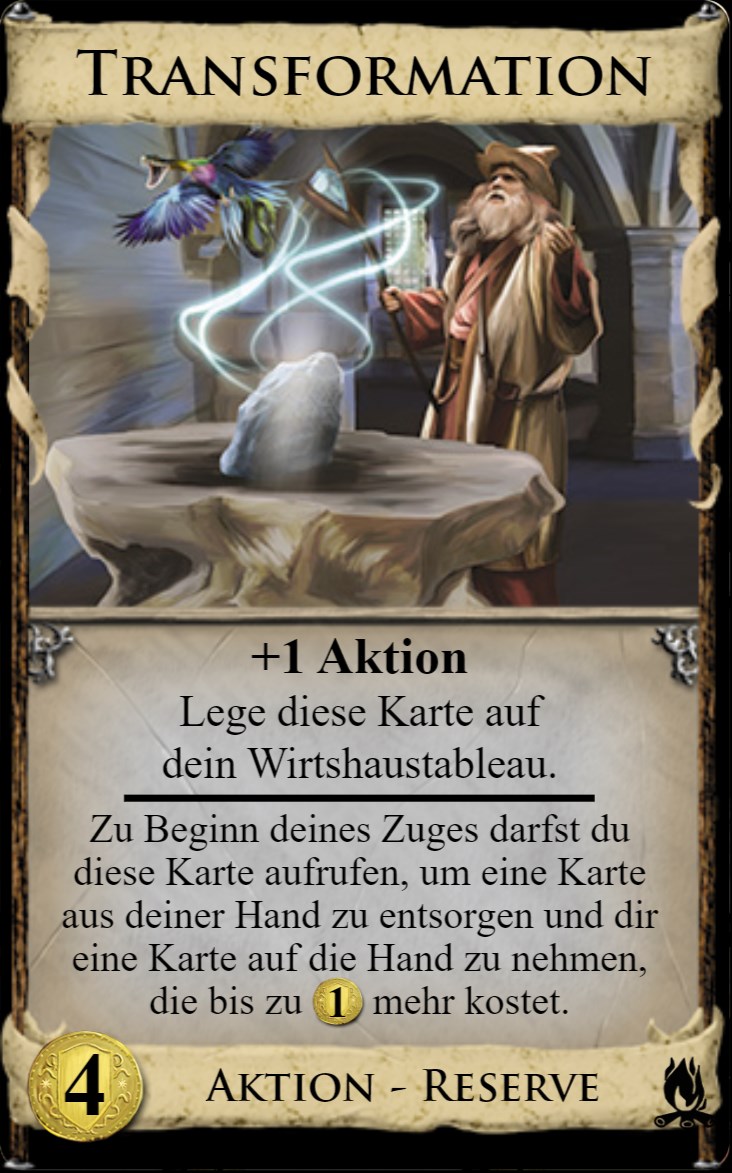 TRANSFORMATION
+1 Aktion
Lege diese Karte auf
dein Wirtshaustableau.
Zu Beginn deines Zuges darfst du
diese Karte aufrufen, um eine Karte
aus deiner Hand zu entsorgen und dir
eine Karte auf die Hand zu nehmen,
die bis zu 1 mehr kostet.
4 AKTION - RESERVE